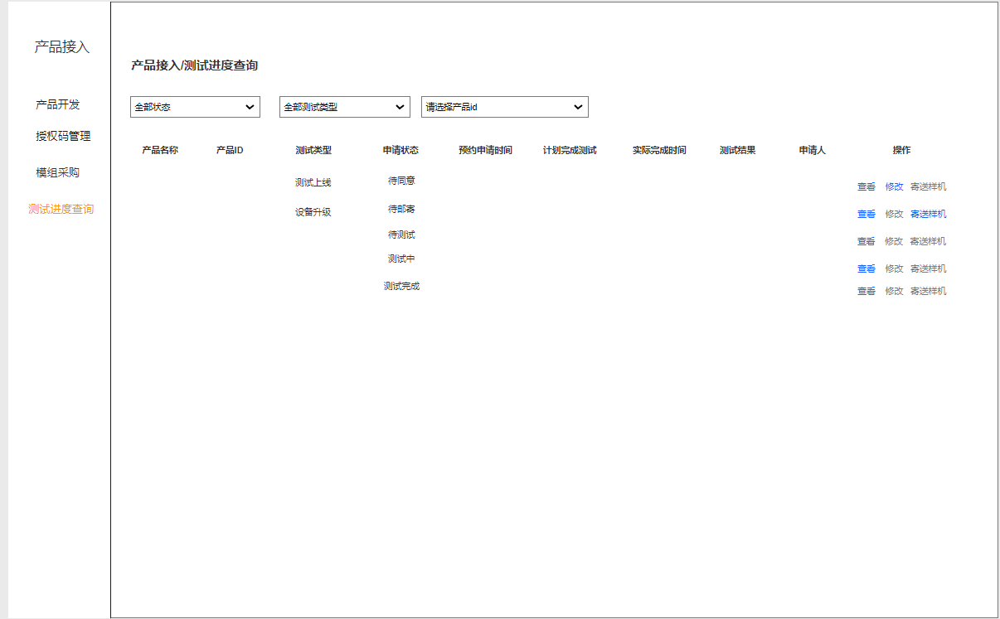 产品接入
产品开发
授权码管理
模组采购
测试进度查询
产品接入/测试进度查询
全部状态 全部测试类型 请选择产品id
产品名称 产品ID 测试类型 申请状态 预约申请时间 计划完成测试 实际完成时间 测试结果 申请人 操作
测试上线 待同意 查看 修改 寄送样机
设备升级 待邮寄 查看 修改 寄送样机
待测试 查看 修改 寄送样机
测试中 查看 修改 寄送样机
测试完成 查看 修改 寄送样机